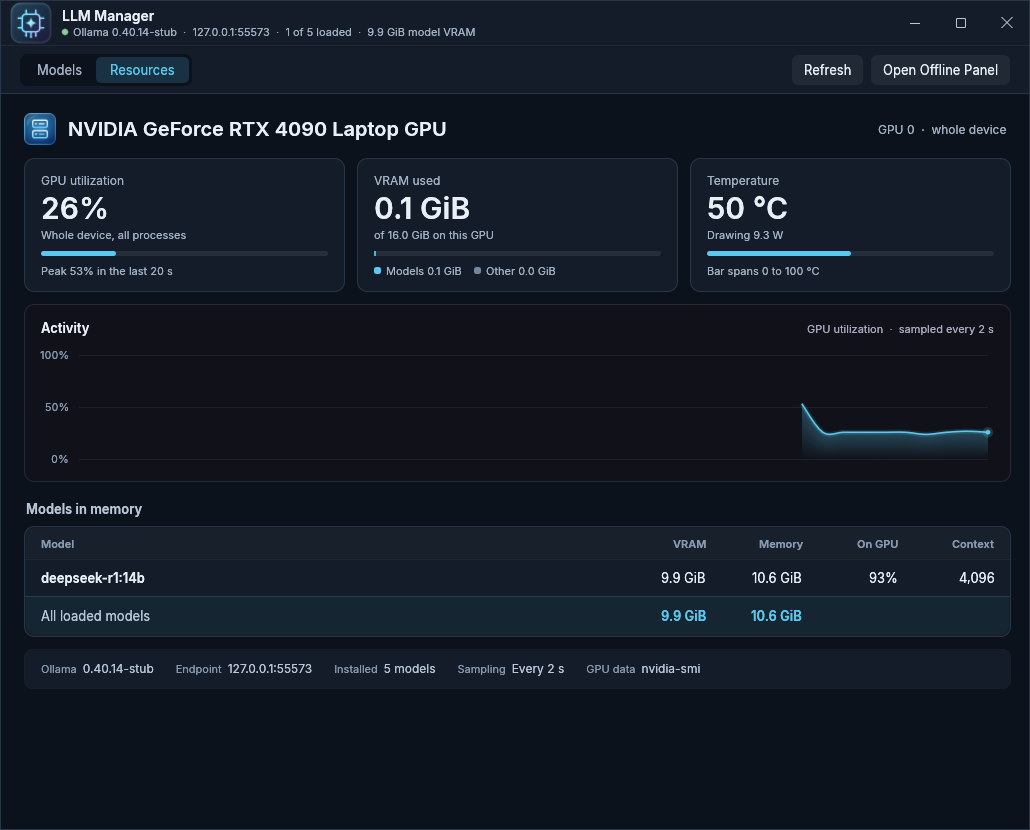 LLM Manager
Ollama 0.40.14-stub · 127.0.0.1:55573 · 1 of 5 loaded · 9.9 GiB model VRAM
Models Resources Refresh Open Offline Panel
NVIDIA GeForce RTX 4090 Laptop GPU GPU 0 · whole device
GPU utilization
26%
Whole device, all processes
Peak 53% in the last 20 s
VRAM used
0.1 GiB
of 16.0 GiB on this GPU
Models 0.1 GiB Other 0.0 GiB
Temperature
50 °C
Drawing 9.3 W
Bar spans 0 to 100 °C
Activity GPU utilization · sampled every 2 s
100%
50%
0%
Models in memory
Model VRAM Memory On GPU Context
deepseek-r1:14b 9.9 GiB 10.6 GiB 93% 4,096
All loaded models 9.9 GiB 10.6 GiB
Ollama 0.40.14-stub Endpoint 127.0.0.1:55573 Installed 5 models Sampling Every 2 s GPU data nvidia-smi